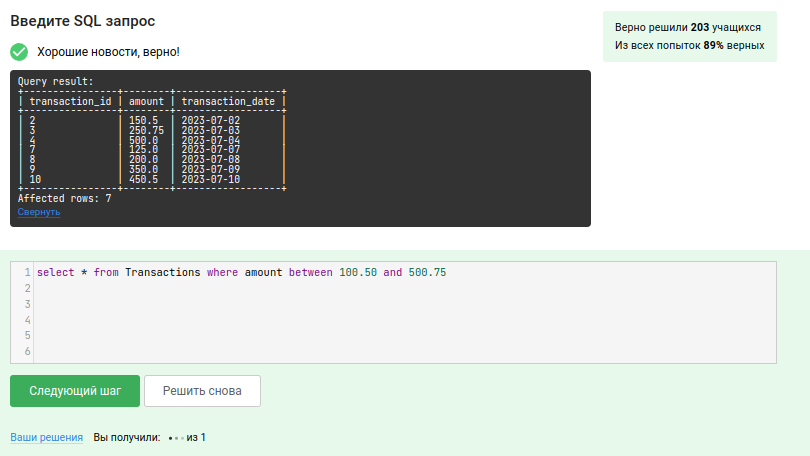 Введите SQL запрос
Верно решили 203 учащихся
Из всех попыток 89% верных
Хорошие новости, верно!
Query result:
+----------------+--------+------------------+
| transaction_id | amount | transaction_date |
+----------------+--------+------------------+
| 2              | 150.5  | 2023-07-02       |
| 3              | 250.75 | 2023-07-03       |
| 4              | 500.0  | 2023-07-04       |
| 7              | 125.0  | 2023-07-07       |
| 8              | 200.0  | 2023-07-08       |
| 9              | 350.0  | 2023-07-09       |
| 10             | 450.5  | 2023-07-10       |
+----------------+--------+------------------+
Affected rows: 7
Свернуть
1 select * from Transactions where amount between 100.50 and 500.75
2
3
4
5
6
Следующий шаг Решить снова
Ваши решения Вы получили: из 1